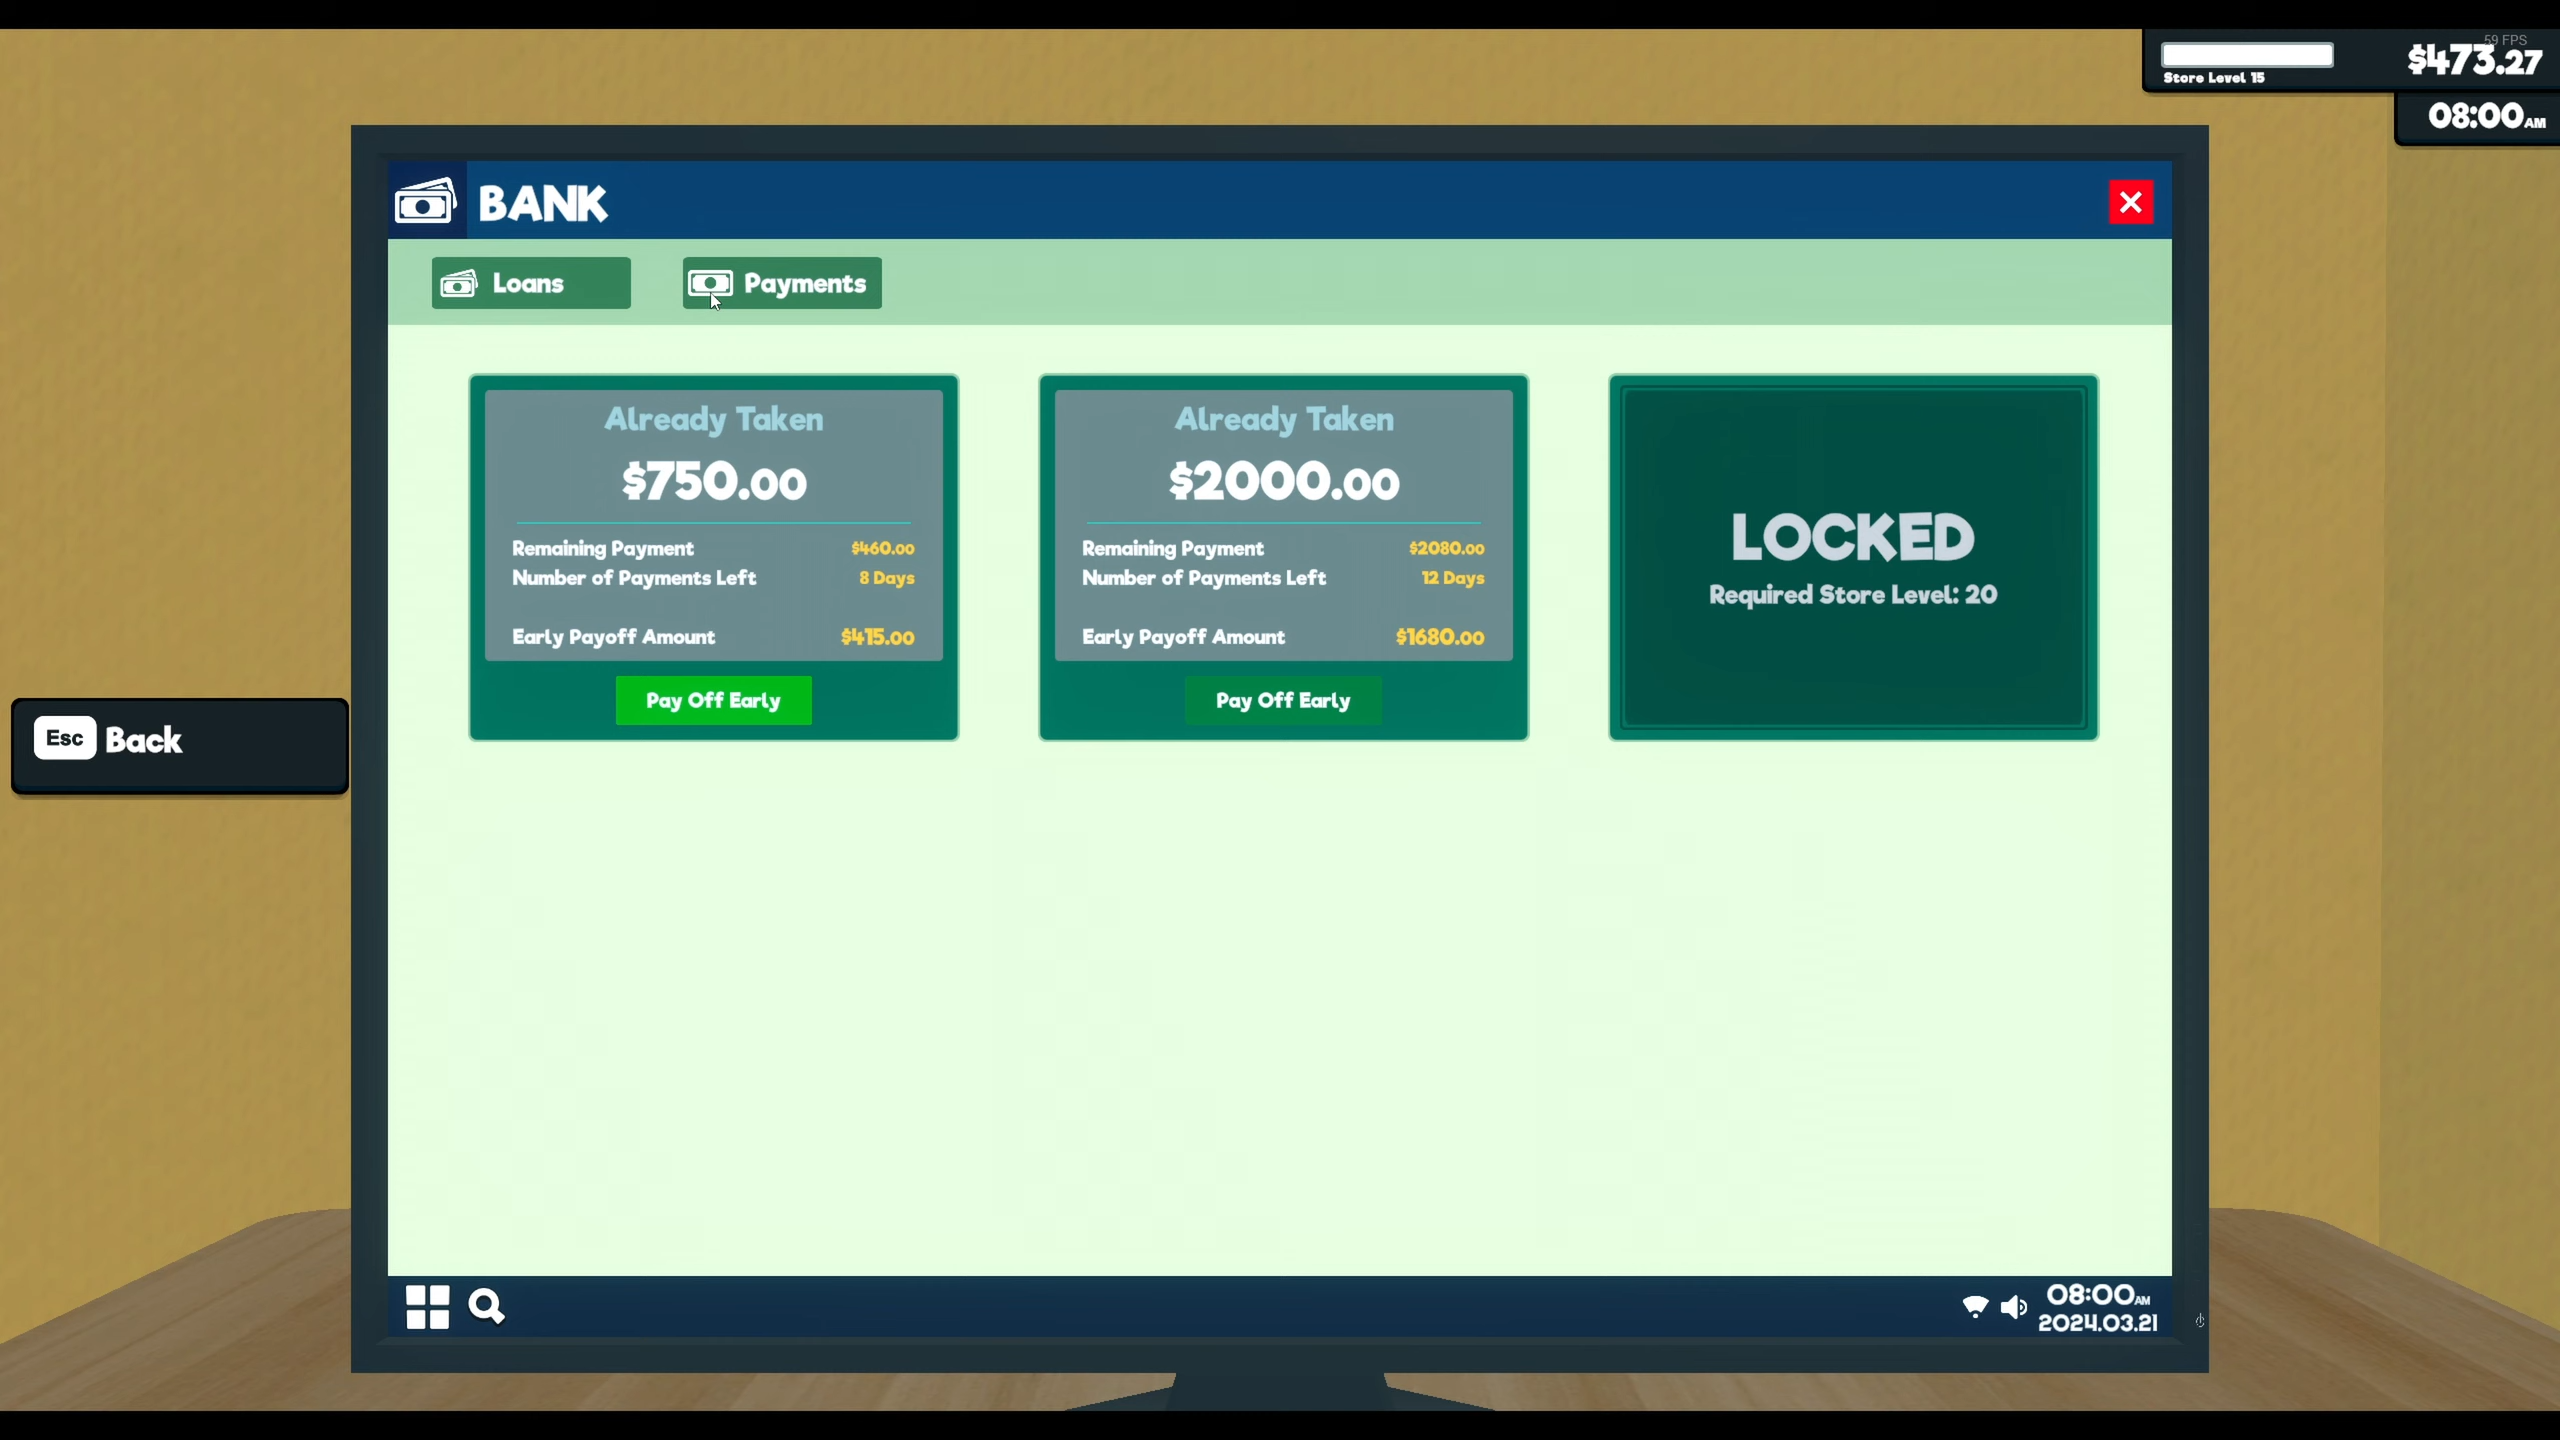 59 FPS
$473.27
Store Level 15
08:00AM
BANK
Loans
Payments
Already Taken
$750.00
Remaining Payment $460.00
Number of Payments Left 8 Days
Early Payoff Amount $415.00
Pay Off Early
Already Taken
$2000.00
Remaining Payment $2080.00
Number of Payments Left 12 Days
Early Payoff Amount $1680.00
Pay Off Early
LOCKED
Required Store Level: 20
Esc Back
08:00AM
2024.03.21